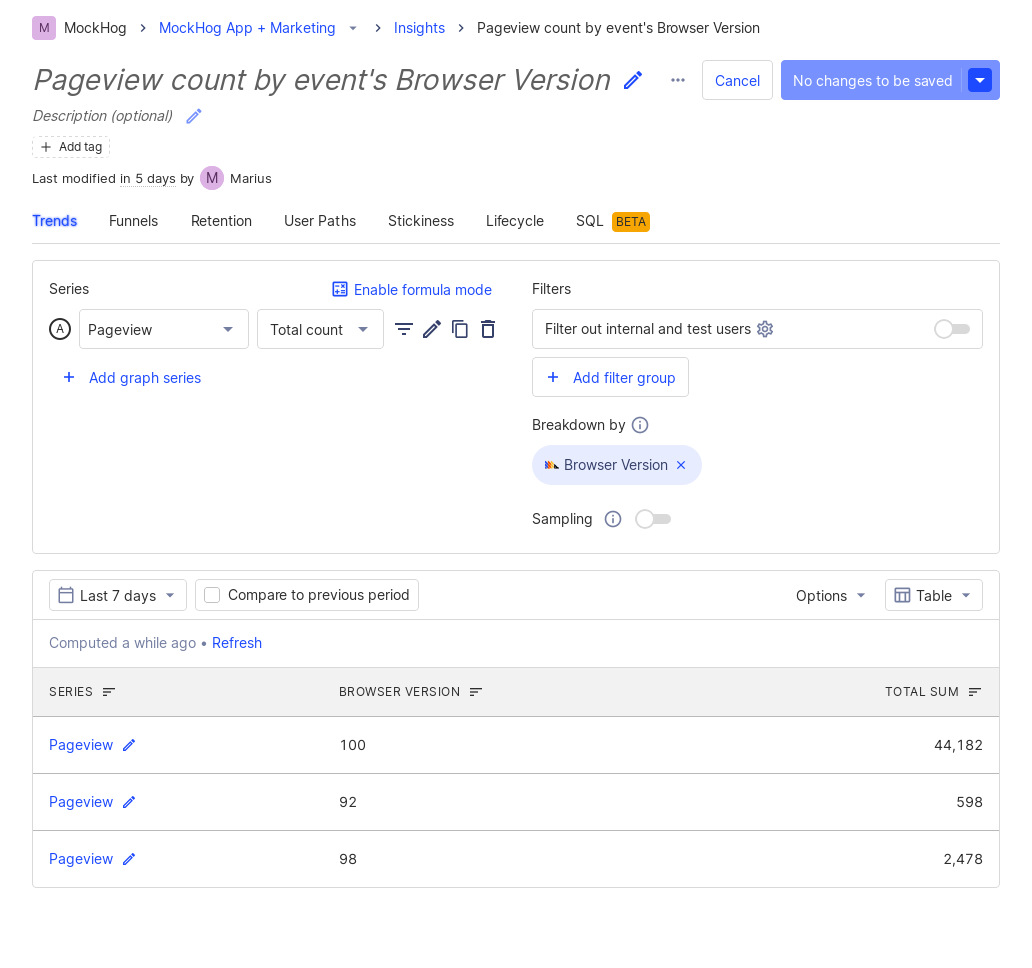 M MockHog > MockHog App + Marketing > Insights > Pageview count by event's Browser Version
Pageview count by event's Browser Version
Cancel
No changes to be saved
Description (optional)
Add tag
Last modified in 5 days by M Marius
Trends Funnels Retention User Paths Stickiness Lifecycle SQL BETA
Series
Enable formula mode
A Pageview Total count
Add graph series
Filters
Filter out internal and test users
Add filter group
Breakdown by
Browser Version
Sampling
Last 7 days Compare to previous period Options Table
Computed a while ago • Refresh
SERIES BROWSER VERSION TOTAL SUM
Pageview 100 44,182
Pageview 92 598
Pageview 98 2,478